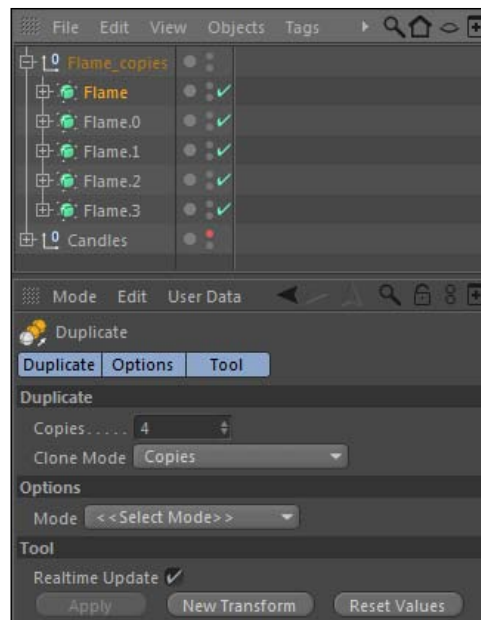 File Edit View Objects Tags
Flame_copies
Flame
Flame.0
Flame.1
Flame.2
Flame.3
Candles
Mode Edit User Data
Duplicate
Duplicate Options Tool
Duplicate
Copies..... 4
Clone Mode Copies
Options
Mode <<Select Mode>>
Tool
Realtime Update
Apply New Transform Reset Values